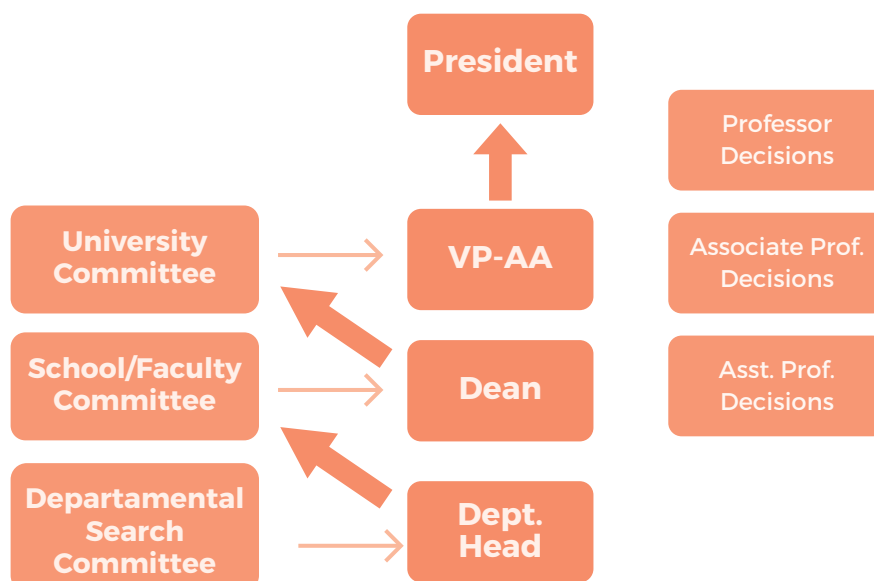 President
Professor
Decisions
University
Committee
VP-AA
Associate Prof.
Decisions
School/Faculty
Committee
Dean
Asst. Prof.
Decisions
Departamental
Search
Committee
Dept.
Head